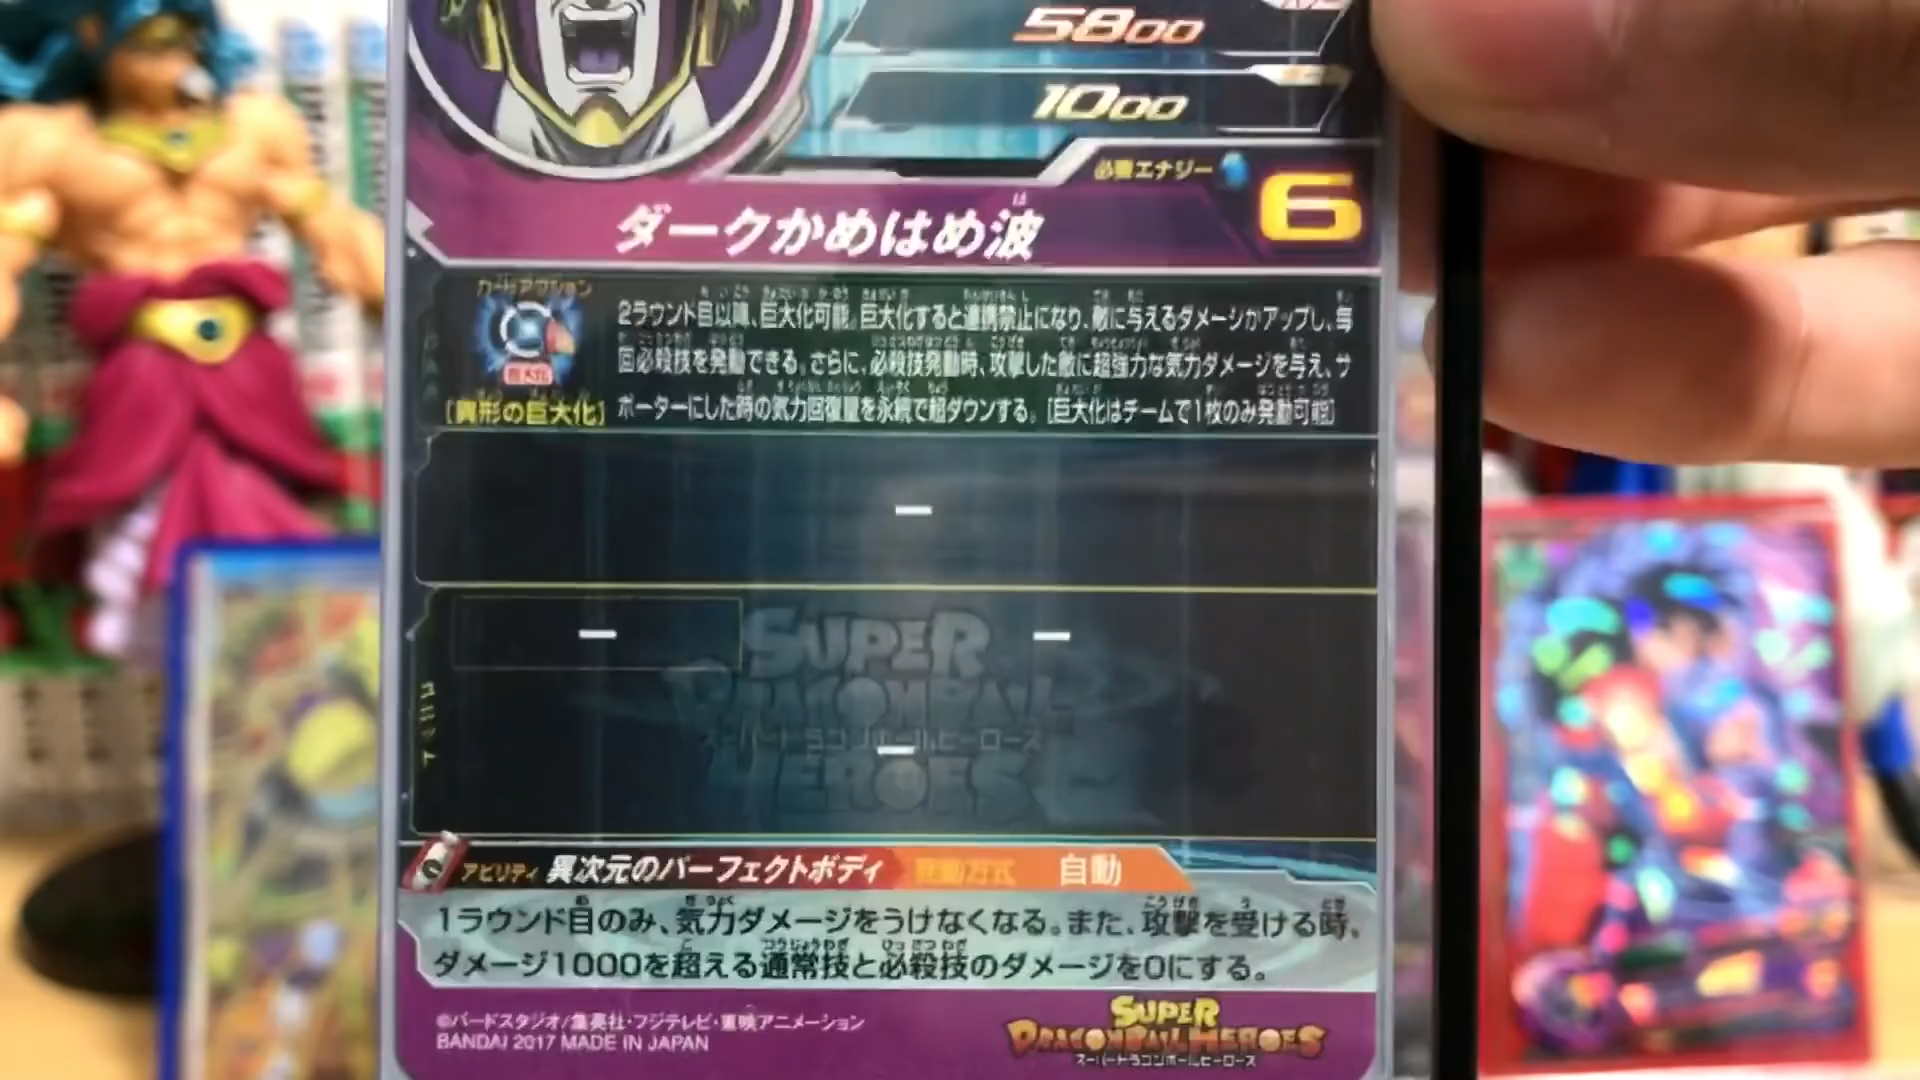 5800
1000
必要エナジー
6
ダークかめはめ波
カードアクション
2ラウンド目以降、巨大化可能。巨大化すると連携禁止になり、敵に与えるダメージがアップし、毎
回必殺技を発動できる。さらに、必殺技発動時、攻撃した敵に超強力な気力ダメージを与え、サ
ポーターにした時の気力回復量を永続で超ダウンする。[巨大化はチームで1枚のみ発動可能]
巨大化
[異形の巨大化]
SUPER
DRAGONBALL
スーパードラゴンボールヒーローズ
HEROES
アビリティ 異次元のパーフェクトボディ 発動方式 自動
1ラウンド目のみ、気力ダメージをうけなくなる。また、攻撃を受ける時、
ダメージ1000を超える通常技と必殺技のダメージを0にする。
©バードスタジオ/集英社・フジテレビ・東映アニメーション
BANDAI 2017 MADE IN JAPAN
SUPER
DRAGONBALL HEROES
スーパードラゴンボールヒーローズ